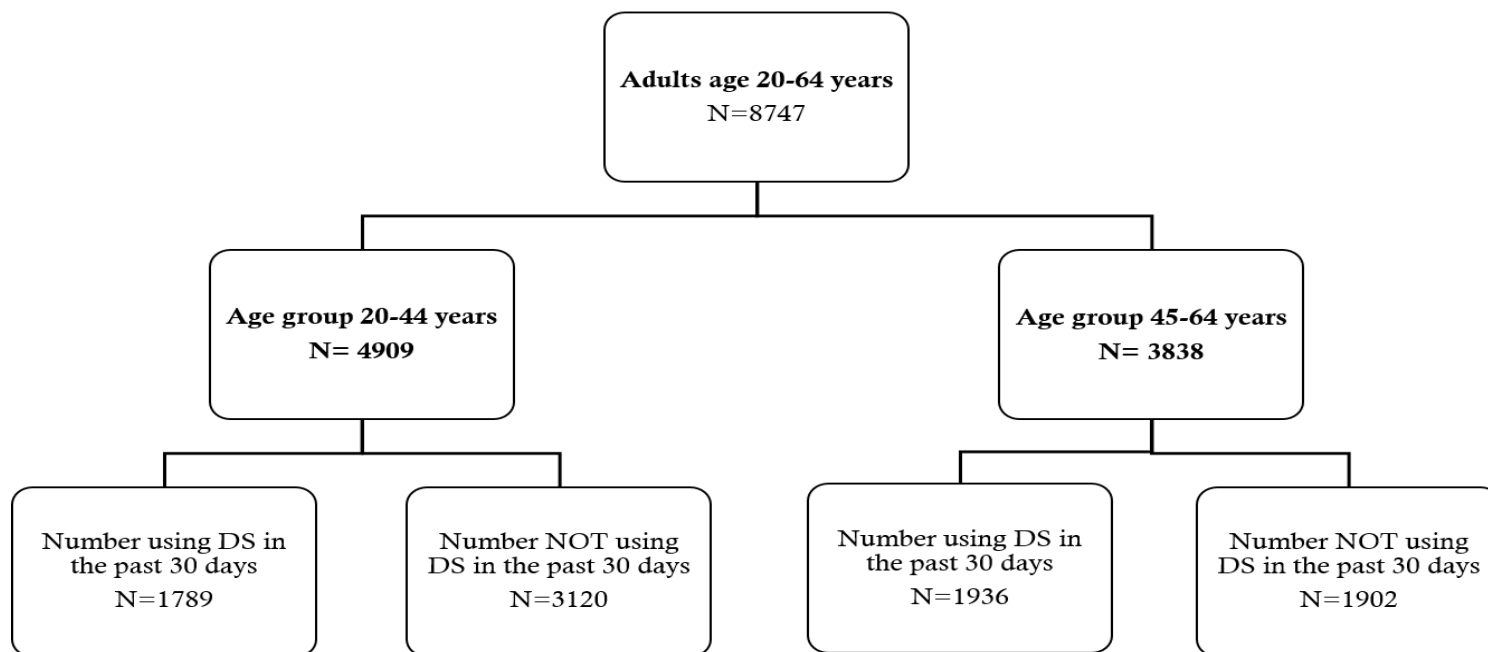 Adults age 20-64 years
N=8747
Age group 20-44 years
N= 4909
Age group 45-64 years
N= 3838
Number using DS in
the past 30 days
N=1789
Number NOT using
DS in the past 30 days
N=3120
Number using DS in
the past 30 days
N=1936
Number NOT using
DS in the past 30 days
N=1902